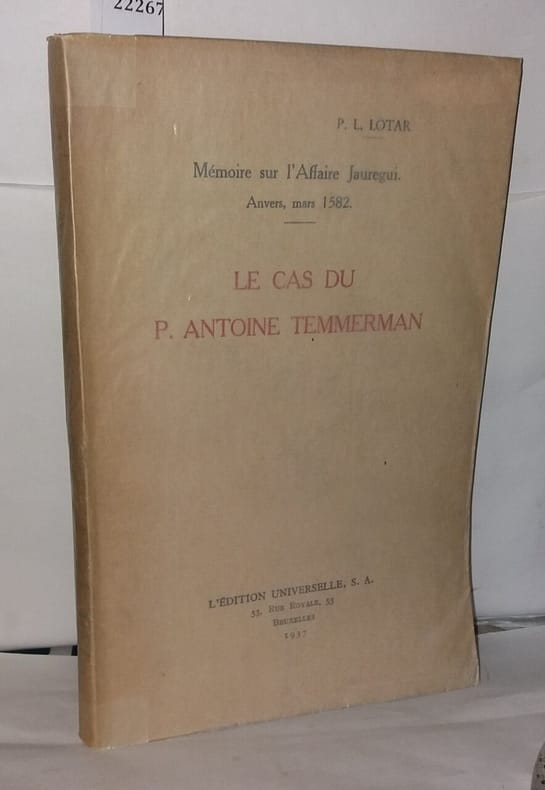 22267
P. L. LOTAR
Mémoire sur l'Affaire Jauregui.
Anvers, mars 1582.
LE CAS DU
P. ANTOINE TEMMERMAN
L'ÉDITION UNIVERSELLE, S. A.
53, Rue Royale, 53
Bruxelles
1937